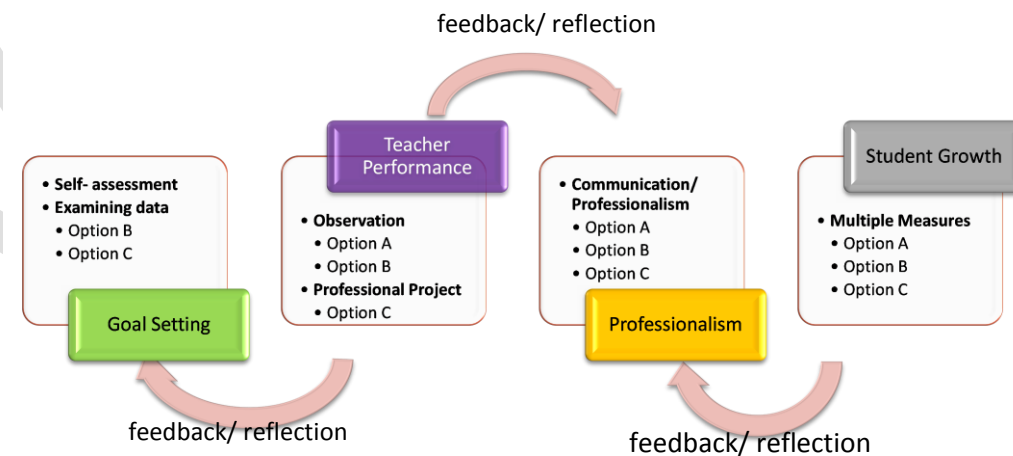 feedback/ reflection
• Self- assessment
• Examining data
• Option B
• Option C
Goal Setting
Teacher
Performance
• Observation
• Option A
• Option B
• Professional Project
• Option C
• Communication/
Professionalism
• Option A
• Option B
• Option C
Professionalism
Student Growth
• Multiple Measures
• Option A
• Option B
• Option C
feedback/ reflection
feedback/ reflection